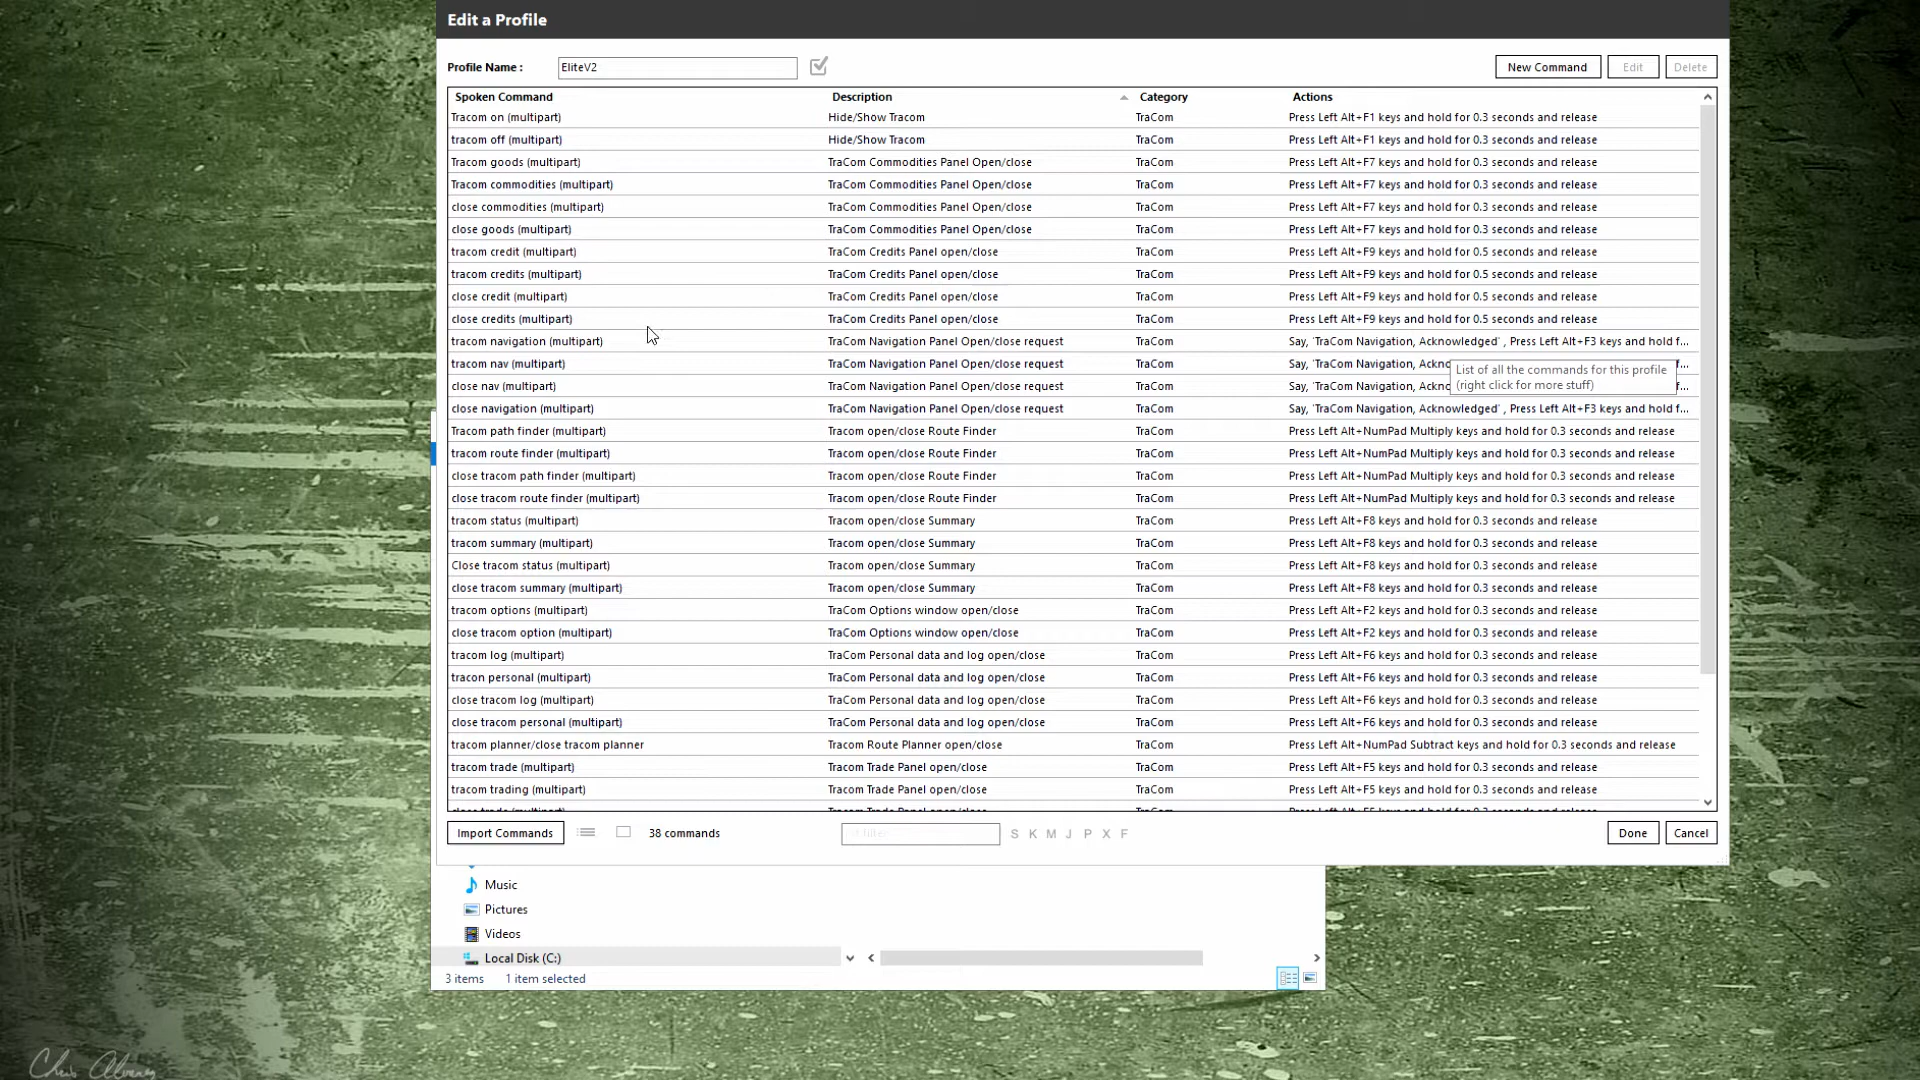 Edit a Profile
Profile Name : EliteV2 New Command Edit Delete
Spoken Command Description Category Actions
Tracom on (multipart) Hide/Show Tracom TraCom Press Left Alt+F1 keys and hold for 0.3 seconds and release
tracom off (multipart) Hide/Show Tracom TraCom Press Left Alt+F1 keys and hold for 0.3 seconds and release
Tracom goods (multipart) TraCom Commodities Panel Open/close TraCom Press Left Alt+F7 keys and hold for 0.3 seconds and release
Tracom commodities (multipart) TraCom Commodities Panel Open/close TraCom Press Left Alt+F7 keys and hold for 0.3 seconds and release
close commodities (multipart) TraCom Commodities Panel Open/close TraCom Press Left Alt+F7 keys and hold for 0.3 seconds and release
close goods (multipart) TraCom Commodities Panel Open/close TraCom Press Left Alt+F7 keys and hold for 0.3 seconds and release
tracom credit (multipart) TraCom Credits Panel open/close TraCom Press Left Alt+F9 keys and hold for 0.5 seconds and release
tracom credits (multipart) TraCom Credits Panel open/close TraCom Press Left Alt+F9 keys and hold for 0.5 seconds and release
close credit (multipart) TraCom Credits Panel open/close TraCom Press Left Alt+F9 keys and hold for 0.5 seconds and release
close credits (multipart) TraCom Credits Panel open/close TraCom Press Left Alt+F9 keys and hold for 0.5 seconds and release
tracom navigation (multipart) TraCom Navigation Panel Open/close request TraCom Say, 'TraCom Navigation, Acknowledged' , Press Left Alt+F3 keys and hold f...
tracom nav (multipart) TraCom Navigation Panel Open/close request TraCom Say, 'TraCom Navigation, Ackno
List of all the commands for this profile
(right click for more stuff)
close nav (multipart) TraCom Navigation Panel Open/close request TraCom Say, 'TraCom Navigation, Ackno
close navigation (multipart) TraCom Navigation Panel Open/close request TraCom Say, 'TraCom Navigation, Acknowledged' , Press Left Alt+F3 keys and hold f...
Tracom path finder (multipart) Tracom open/close Route Finder TraCom Press Left Alt+NumPad Multiply keys and hold for 0.3 seconds and release
tracom route finder (multipart) Tracom open/close Route Finder TraCom Press Left Alt+NumPad Multiply keys and hold for 0.3 seconds and release
close tracom path finder (multipart) Tracom open/close Route Finder TraCom Press Left Alt+NumPad Multiply keys and hold for 0.3 seconds and release
close tracom route finder (multipart) Tracom open/close Route Finder TraCom Press Left Alt+NumPad Multiply keys and hold for 0.3 seconds and release
tracom status (multipart) Tracom open/close Summary TraCom Press Left Alt+F8 keys and hold for 0.3 seconds and release
tracom summary (multipart) Tracom open/close Summary TraCom Press Left Alt+F8 keys and hold for 0.3 seconds and release
Close tracom status (multipart) Tracom open/close Summary TraCom Press Left Alt+F8 keys and hold for 0.3 seconds and release
close tracom summary (multipart) Tracom open/close Summary TraCom Press Left Alt+F8 keys and hold for 0.3 seconds and release
tracom options (multipart) TraCom Options window open/close TraCom Press Left Alt+F2 keys and hold for 0.3 seconds and release
close tracom option (multipart) TraCom Options window open/close TraCom Press Left Alt+F2 keys and hold for 0.3 seconds and release
tracom log (multipart) TraCom Personal data and log open/close TraCom Press Left Alt+F6 keys and hold for 0.3 seconds and release
tracon personal (multipart) TraCom Personal data and log open/close TraCom Press Left Alt+F6 keys and hold for 0.3 seconds and release
close tracom log (multipart) TraCom Personal data and log open/close TraCom Press Left Alt+F6 keys and hold for 0.3 seconds and release
close tracom personal (multipart) TraCom Personal data and log open/close TraCom Press Left Alt+F6 keys and hold for 0.3 seconds and release
tracom planner/close tracom planner Tracom Route Planner open/close TraCom Press Left Alt+NumPad Subtract keys and hold for 0.3 seconds and release
tracom trade (multipart) Tracom Trade Panel open/close TraCom Press Left Alt+F5 keys and hold for 0.3 seconds and release
tracom trading (multipart) Tracom Trade Panel open/close TraCom Press Left Alt+F5 keys and hold for 0.3 seconds and release
Import Commands 38 commands S K M J P X F Done Cancel
Music
Pictures
Videos
Local Disk (C:)
3 items 1 item selected